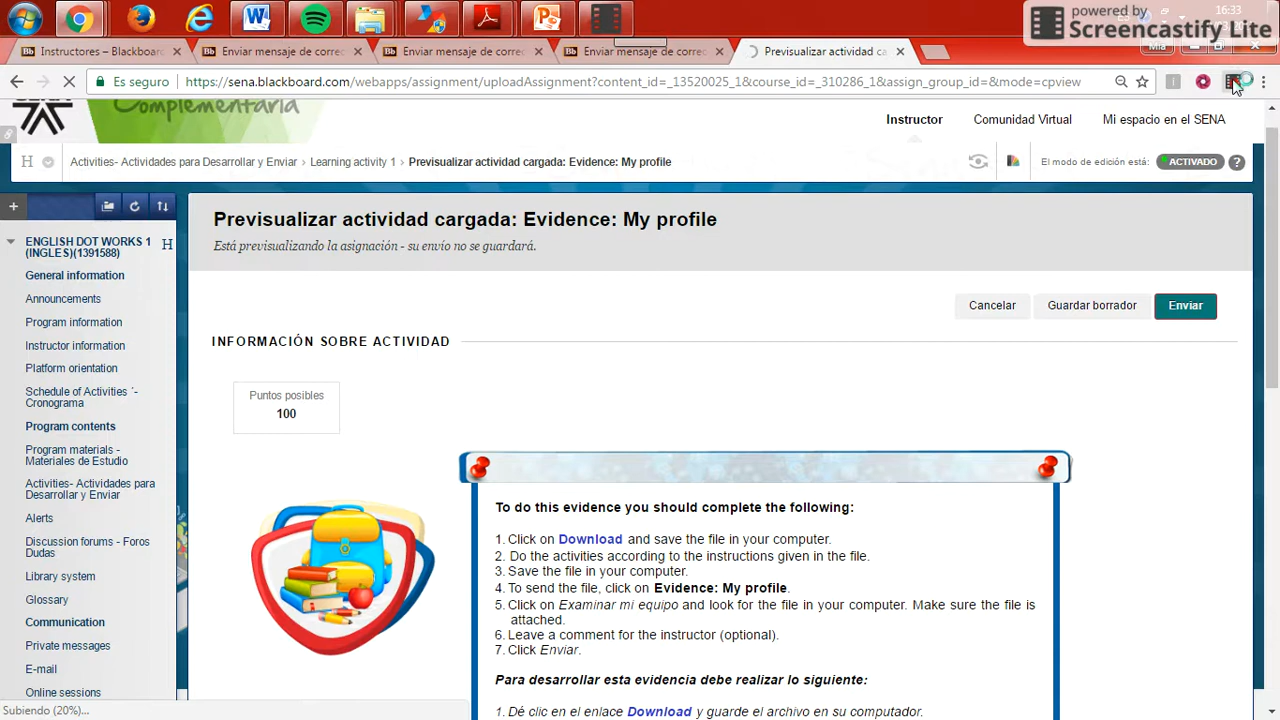 16:33
powered by
Screencastify Lite
Bb Instructores – Blackboa
Bb Enviar mensaje de corre
Bb Enviar mensaje de corre
Bb Enviar mensaje de corre
Previsualizar actividad ca
Mia
Es seguro https://sena.blackboard.com/webapps/assignment/uploadAssignment?content_id=_13520025_1&course_id=_310286_1&assign_group_id=&mode=cpview
Complementaria
Instructor Comunidad Virtual Mi espacio en el SENA
H Activities- Actividades para Desarrollar y Enviar Learning activity 1 Previsualizar actividad cargada: Evidence: My profile
El modo de edición está: ACTIVADO ?
ENGLISH DOT WORKS 1
(INGLES)(1391588)
General information
Announcements
Program information
Instructor information
Platform orientation
Schedule of Activities ´-
Cronograma
Program contents
Program materials -
Materiales de Estudio
Activities- Actividades para
Desarrollar y Enviar
Alerts
Discussion forums - Foros
Dudas
Library system
Glossary
Communication
Private messages
E-mail
Online sessions
Subiendo (20%)...
Previsualizar actividad cargada: Evidence: My profile
Está previsualizando la asignación - su envío no se guardará.
Cancelar Guardar borrador Enviar
INFORMACIÓN SOBRE ACTIVIDAD
Puntos posibles
100
To do this evidence you should complete the following:
1. Click on Download and save the file in your computer.
2. Do the activities according to the instructions given in the file.
3. Save the file in your computer.
4. To send the file, click on Evidence: My profile.
5. Click on Examinar mi equipo and look for the file in your computer. Make sure the file is
attached.
6. Leave a comment for the instructor (optional).
7. Click Enviar.
Para desarrollar esta evidencia debe realizar lo siguiente:
1. Dé clic en el enlace Download y guarde el archivo en su computador.